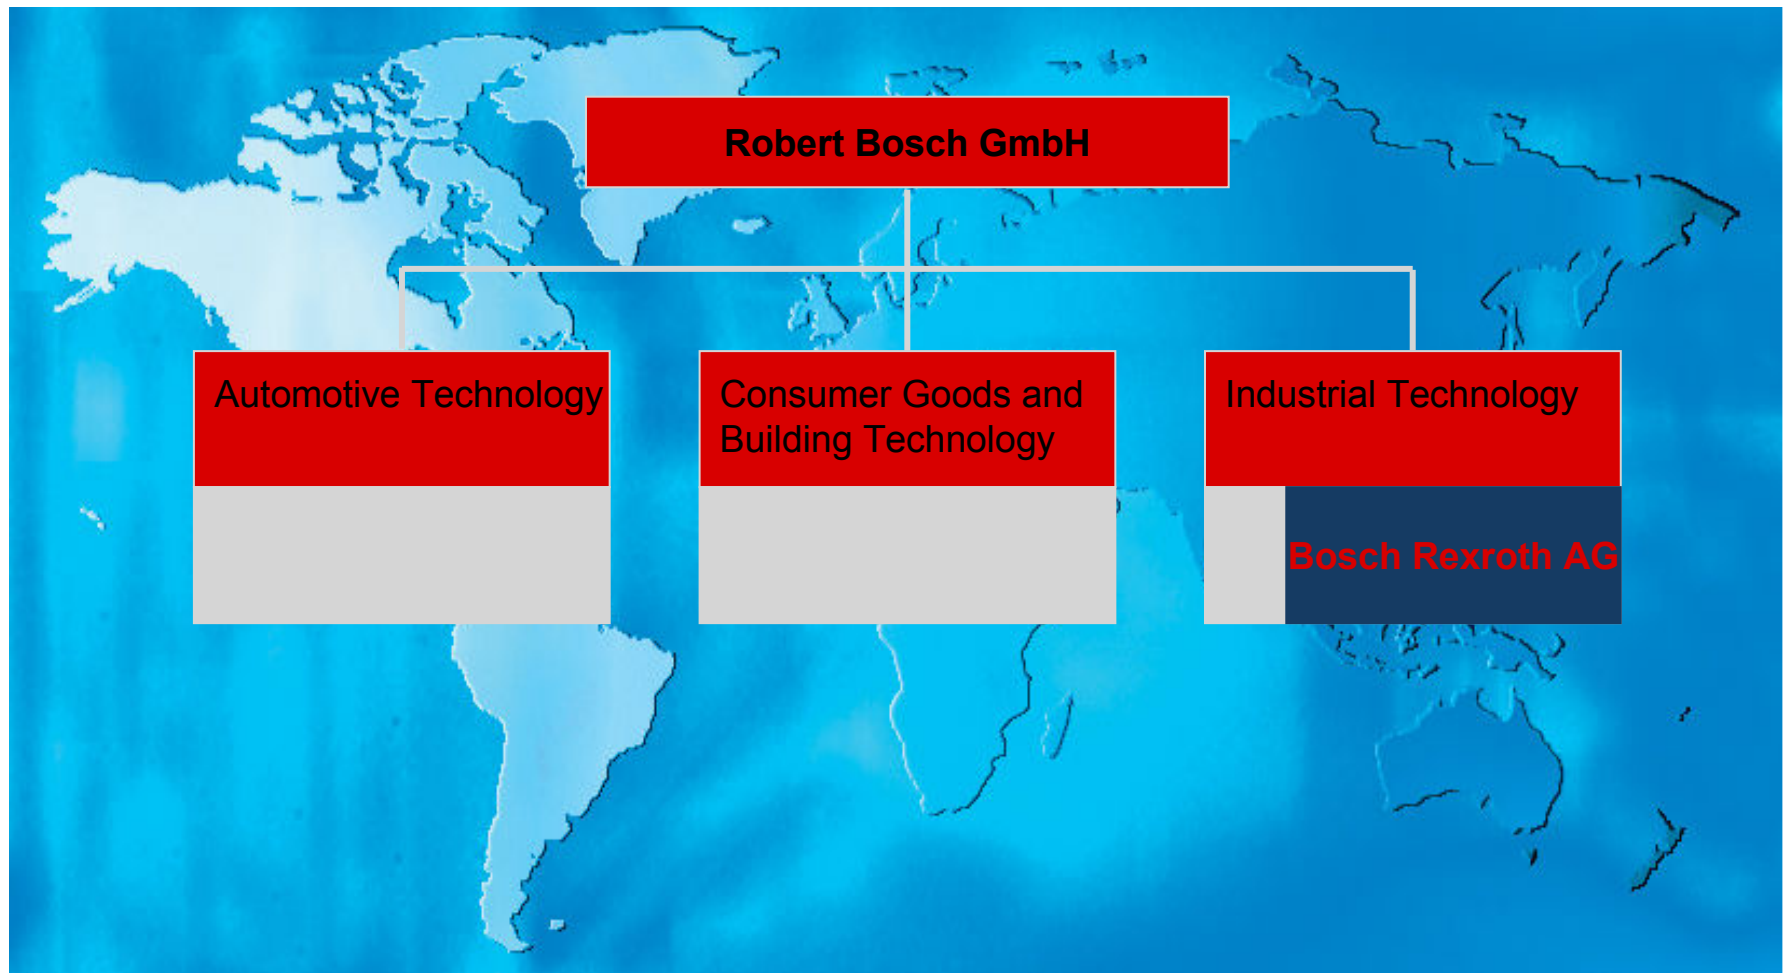 Robert Bosch GmbH
Automotive Technology
Consumer Goods and
Building Technology
Industrial Technology
Bosch Rexroth AG